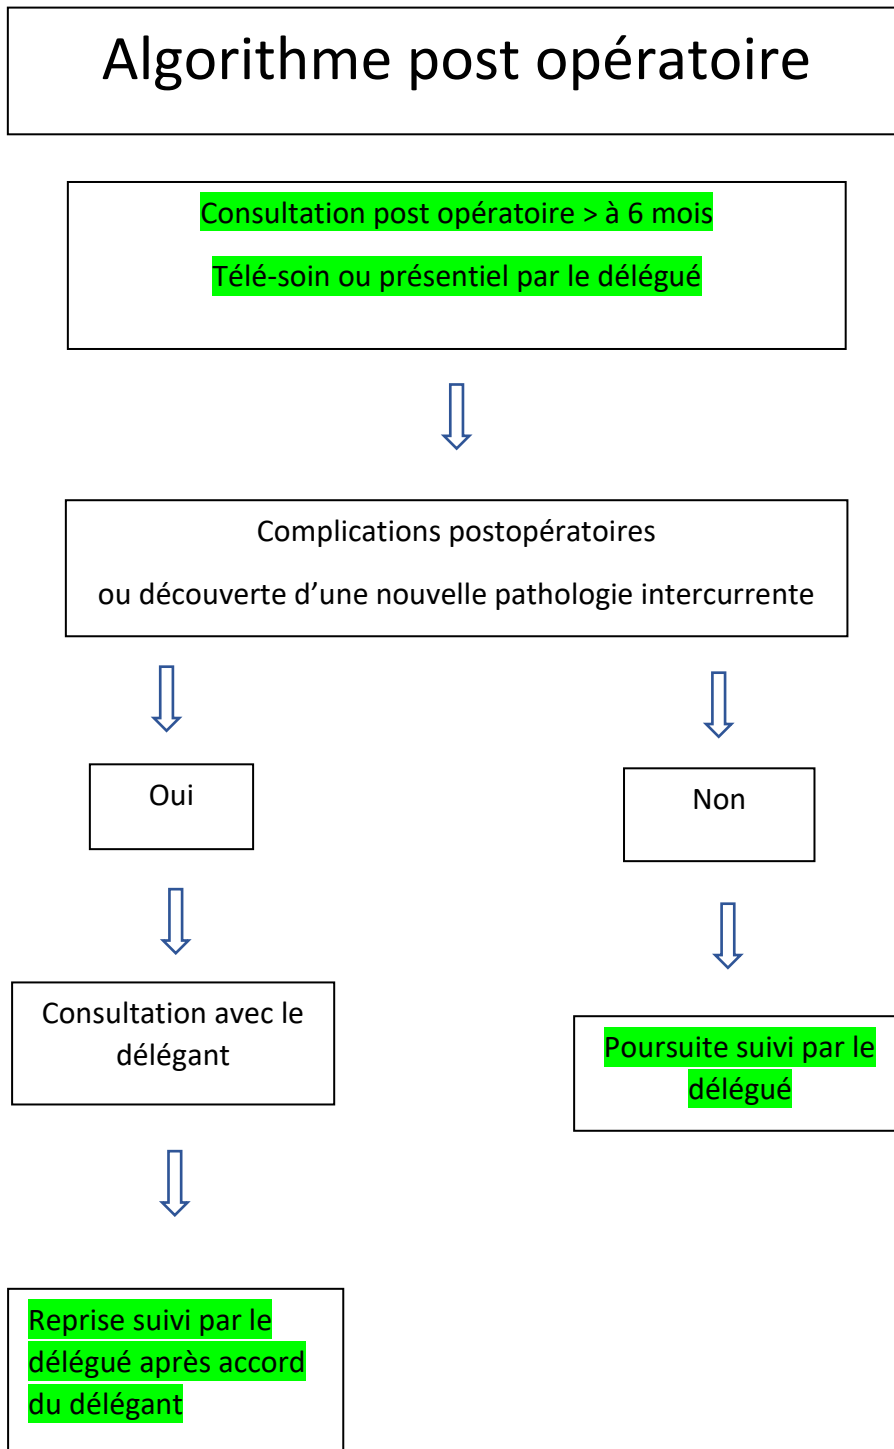 Algorithme post opératoire
Consultation post opératoire > à 6 mois
Télé-soin ou présentiel par le délégué
Complications postopératoires
ou découverte d’une nouvelle pathologie intercurrente
Oui
Non
Consultation avec le
délégant
Poursuite suivi par le
délégué
Reprise suivi par le
délégué après accord
du délégant